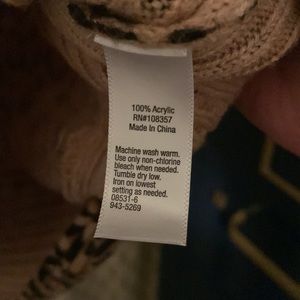 100% Acrylic
RN#108357
Made In China
Machine wash warm.
Use only non-chlorine
bleach when needed.
Tumble dry low.
Iron on lowest
setting as needed.
08531-6
943-5269